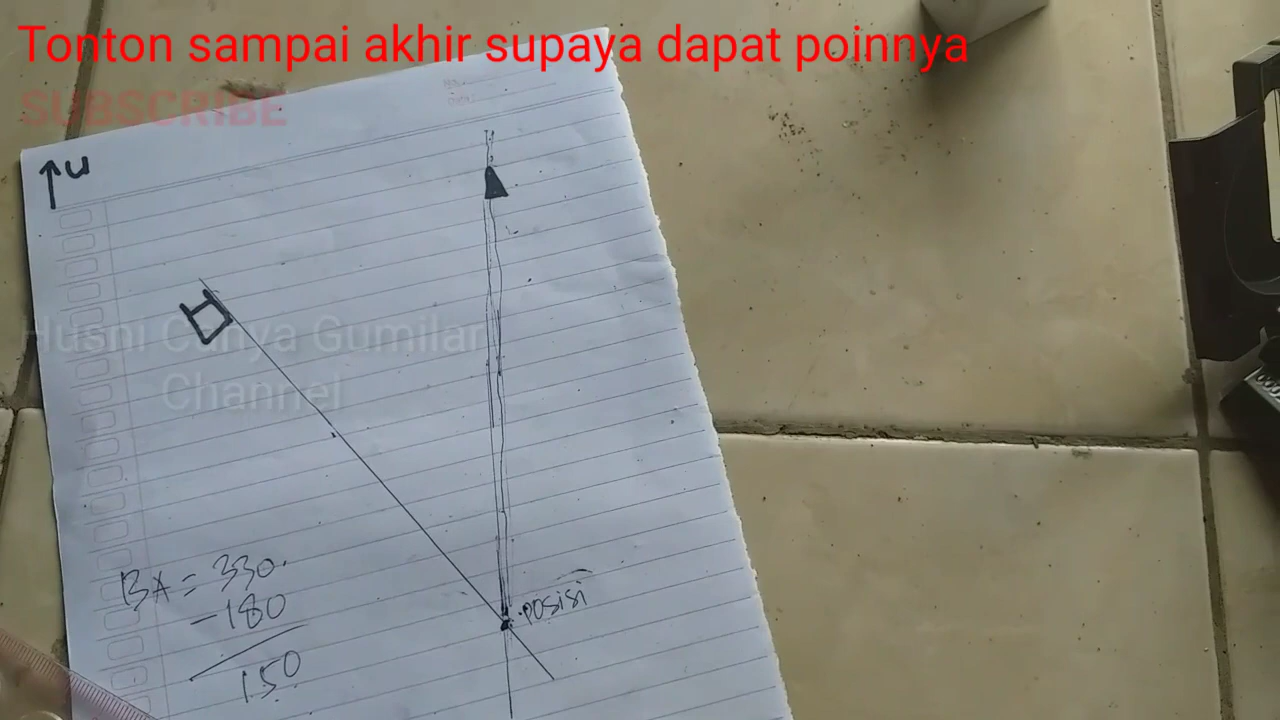 Tonton sampai akhir supaya dapat poinnya
SUBSCRIBE
U
Husni Cahya Gumilar
Channel
BA = 330.
-180
150
posisi